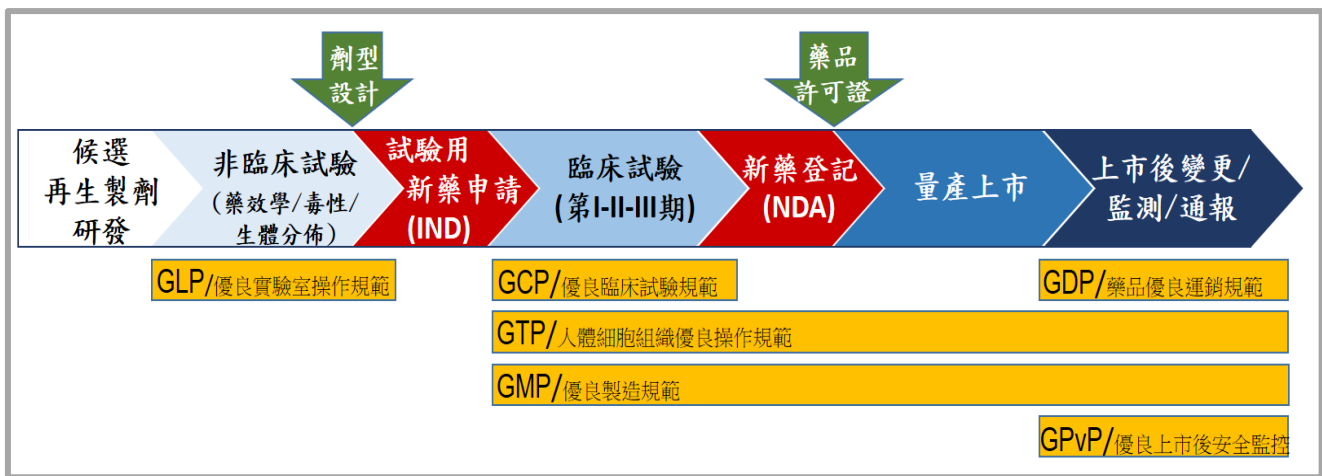 劑型
設計
藥品
許可證
候選
再生製劑
研發
非臨床試驗
(藥效學/毒性/
生體分佈)
試驗用
新藥申請
(IND)
臨床試驗
(第I-II-III期)
新藥登記
(NDA)
量產上市
上市後變更/
監測/通報
GLP/優良實驗室操作規範
GCP/優良臨床試驗規範
GDP/藥品優良運銷規範
GTP/人體細胞組織優良操作規範
GMP/優良製造規範
GPvP/優良上市後安全監控